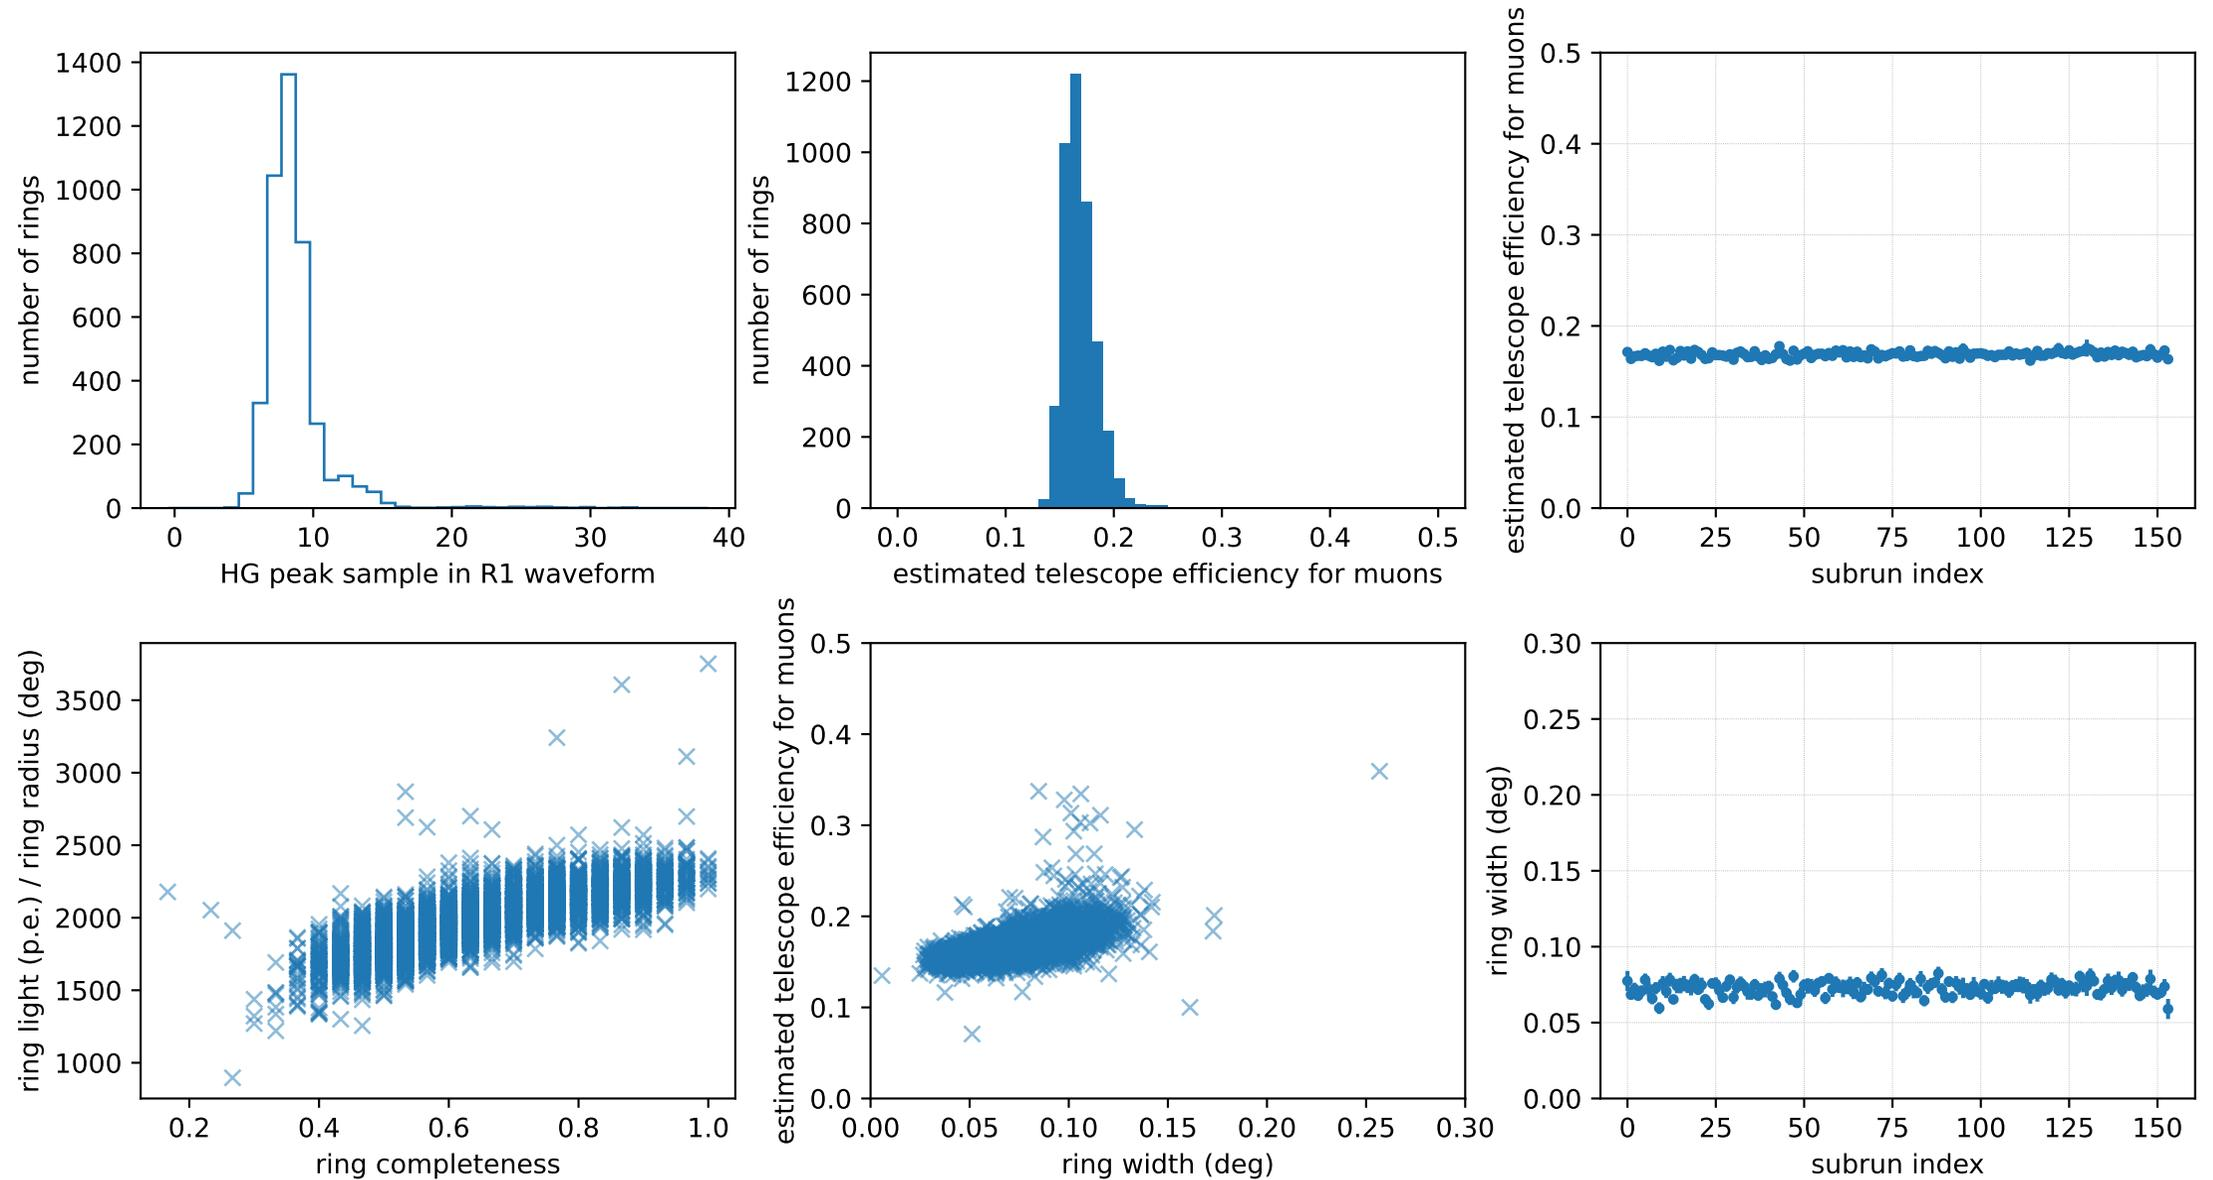 1400
1200
1000
800
600
400
200
0
number of rings
0 10 20 30 40
HG peak sample in R1 waveform
1200
1000
800
600
400
200
0
number of rings
0.0 0.1 0.2 0.3 0.4 0.5
estimated telescope efficiency for muons
0.5
0.4
0.3
0.2
0.1
0.0
estimated telescope efficiency for muons
0 25 50 75 100 125 150
subrun index
3500
3000
2500
2000
1500
1000
ring light (p.e.) / ring radius (deg)
0.2 0.4 0.6 0.8 1.0
ring completeness
0.5
0.4
0.3
0.2
0.1
0.0
estimated telescope efficiency for muons
0.00 0.05 0.10 0.15 0.20 0.25 0.30
ring width (deg)
0.30
0.25
0.20
0.15
0.10
0.05
0.00
ring width (deg)
0 25 50 75 100 125 150
subrun index